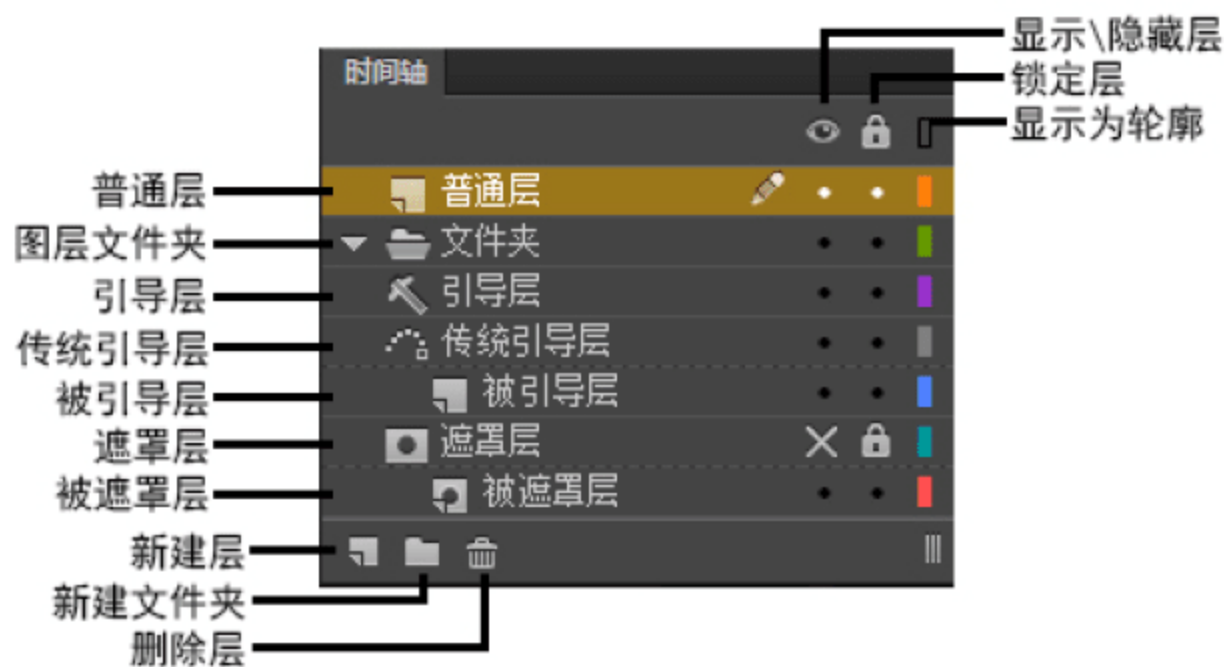 显示\隐藏层
时间轴
锁定层
显示为轮廓
普通层 普通层
图层文件夹 文件夹
引导层 引导层
传统引导层 传统引导层
被引导层 被引导层
遮罩层 遮罩层
被遮罩层 被遮罩层
新建层
新建文件夹
删除层